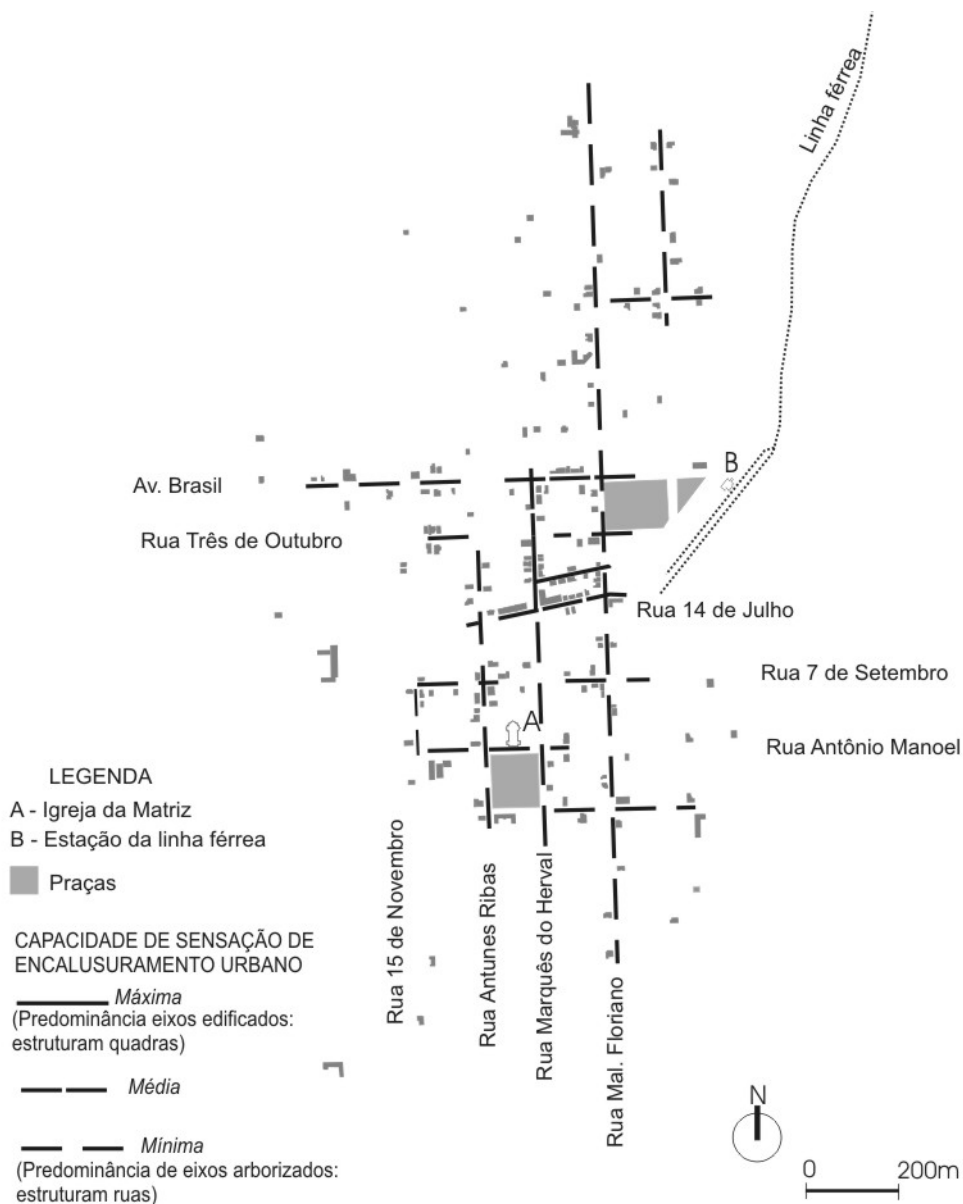 Linha férrea
B
Av. Brasil
Rua Três de Outubro
Rua 14 de Julho
Rua 7 de Setembro
A
Rua Antônio Manoel
LEGENDA
A - Igreja da Matriz
B - Estação da linha férrea
Praças
CAPACIDADE DE SENSAÇÃO DE
ENCALUSURAMENTO URBANO
Máxima
(Predominância eixos edificados:
estruturam quadras)
Média
Mínima
(Predominância de eixos arborizados:
estruturam ruas)
Rua 15 de Novembro
Rua Antunes Ribas
Rua Marquês do Herval
Rua Mal. Floriano
N
0 200m